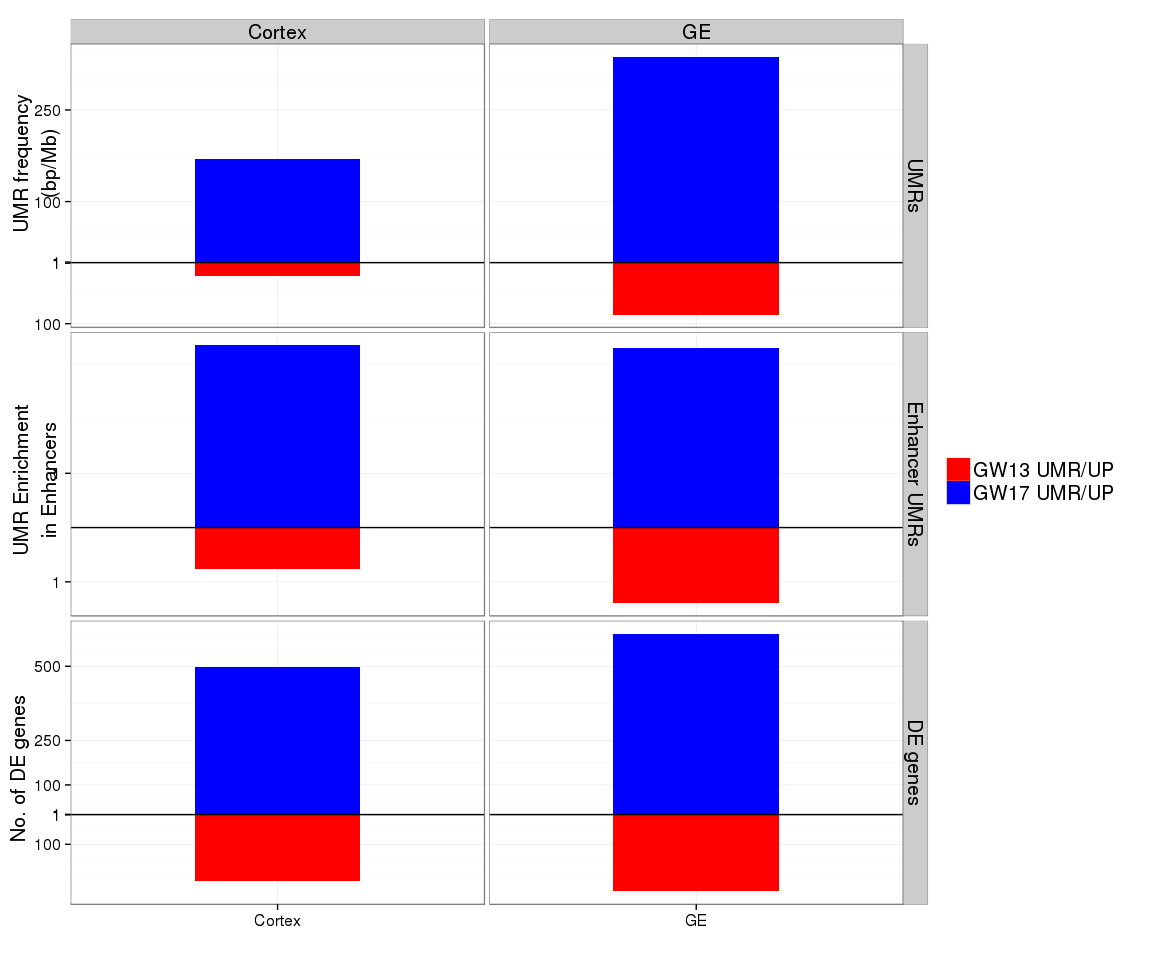 Cortex GE
UMR frequency
(bp/Mb)
250
100
1
100
UMRs
UMR Enrichment
in Enhancers
1
1
Enhancer UMRs
No. of DE genes
500
250
100
1
100
DE genes
Cortex GE
GW13 UMR/UP
GW17 UMR/UP